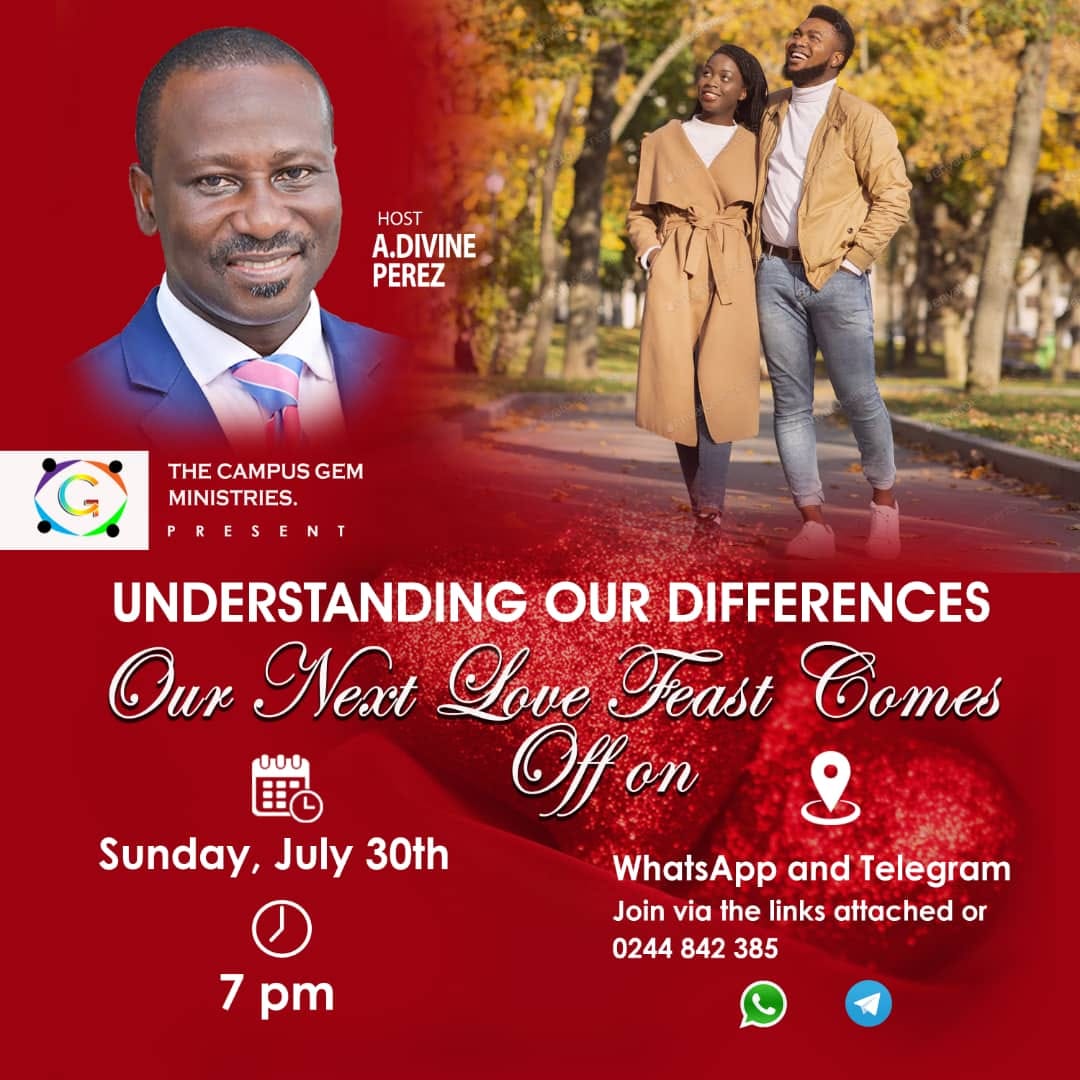 HOST
A.DIVINE
PEREZ
G
THE CAMPUS GEM
MINISTRIES.
PRESENT
UNDERSTANDING OUR DIFFERENCES
Our Next Love Feast Comes
Off on
Sunday, July 30th
7 pm
WhatsApp and Telegram
Join via the links attached or
0244 842 385